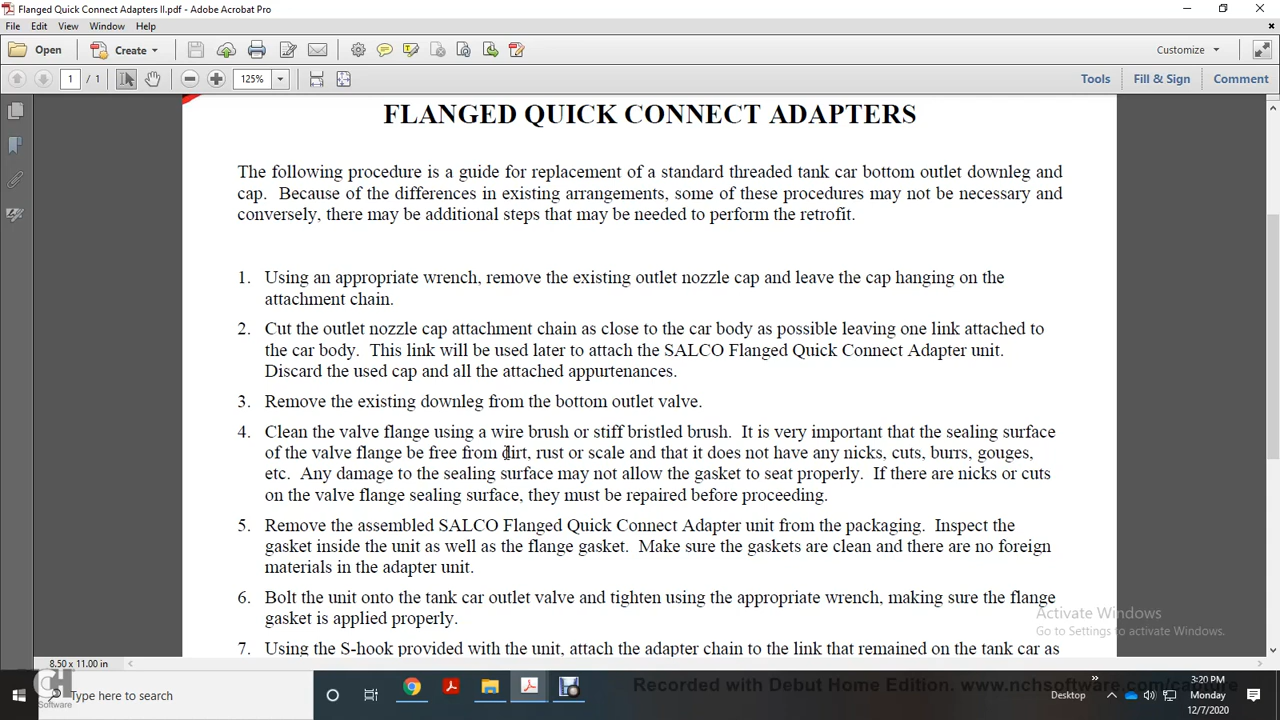 Flanged Quick Connect Adapters II.pdf - Adobe Acrobat Pro
File Edit View Window Help
Open Create Customize
1 / 1 125% Tools Fill & Sign Comment
FLANGED QUICK CONNECT ADAPTERS
The following procedure is a guide for replacement of a standard threaded tank car bottom outlet downleg and
cap. Because of the differences in existing arrangements, some of these procedures may not be necessary and
conversely, there may be additional steps that may be needed to perform the retrofit.
1. Using an appropriate wrench, remove the existing outlet nozzle cap and leave the cap hanging on the
attachment chain.
2. Cut the outlet nozzle cap attachment chain as close to the car body as possible leaving one link attached to
the car body. This link will be used later to attach the SALCO Flanged Quick Connect Adapter unit.
Discard the used cap and all the attached appurtenances.
3. Remove the existing downleg from the bottom outlet valve.
4. Clean the valve flange using a wire brush or stiff bristled brush. It is very important that the sealing surface
of the valve flange be free from dirt, rust or scale and that it does not have any nicks, cuts, burrs, gouges,
etc. Any damage to the sealing surface may not allow the gasket to seat properly. If there are nicks or cuts
on the valve flange sealing surface, they must be repaired before proceeding.
5. Remove the assembled SALCO Flanged Quick Connect Adapter unit from the packaging. Inspect the
gasket inside the unit as well as the flange gasket. Make sure the gaskets are clean and there are no foreign
materials in the adapter unit.
6. Bolt the unit onto the tank car outlet valve and tighten using the appropriate wrench, making sure the flange
gasket is applied properly.
Activate Windows
Go to Settings to activate Windows.
7. Using the S-hook provided with the unit, attach the adapter chain to the link that remained on the tank car as
8.50 x 11.00 in
Recorded with Debut Home Edition. www.nchsoftware.com/capture
Type here to search
Software
Desktop
3:20 PM
Monday
12/7/2020